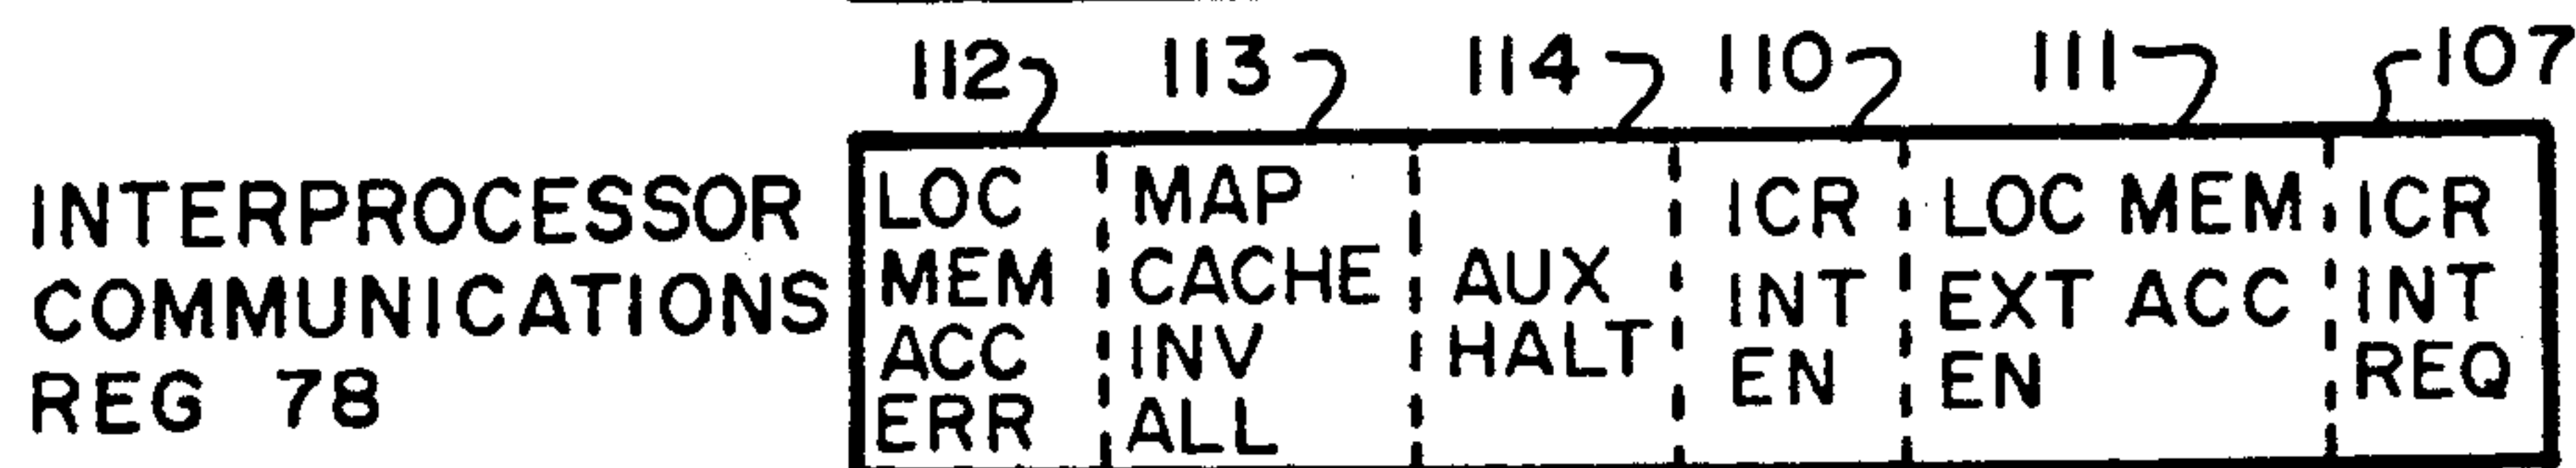 112 113 114 110 111 107
INTERPROCESSOR
COMMUNICATIONS
REG 78
LOC
MEM
ACC
ERR
MAP
CACHE
INV
ALL
AUX
HALT
ICR
INT
EN
LOC MEM
EXT ACC
EN
ICR
INT
REQ